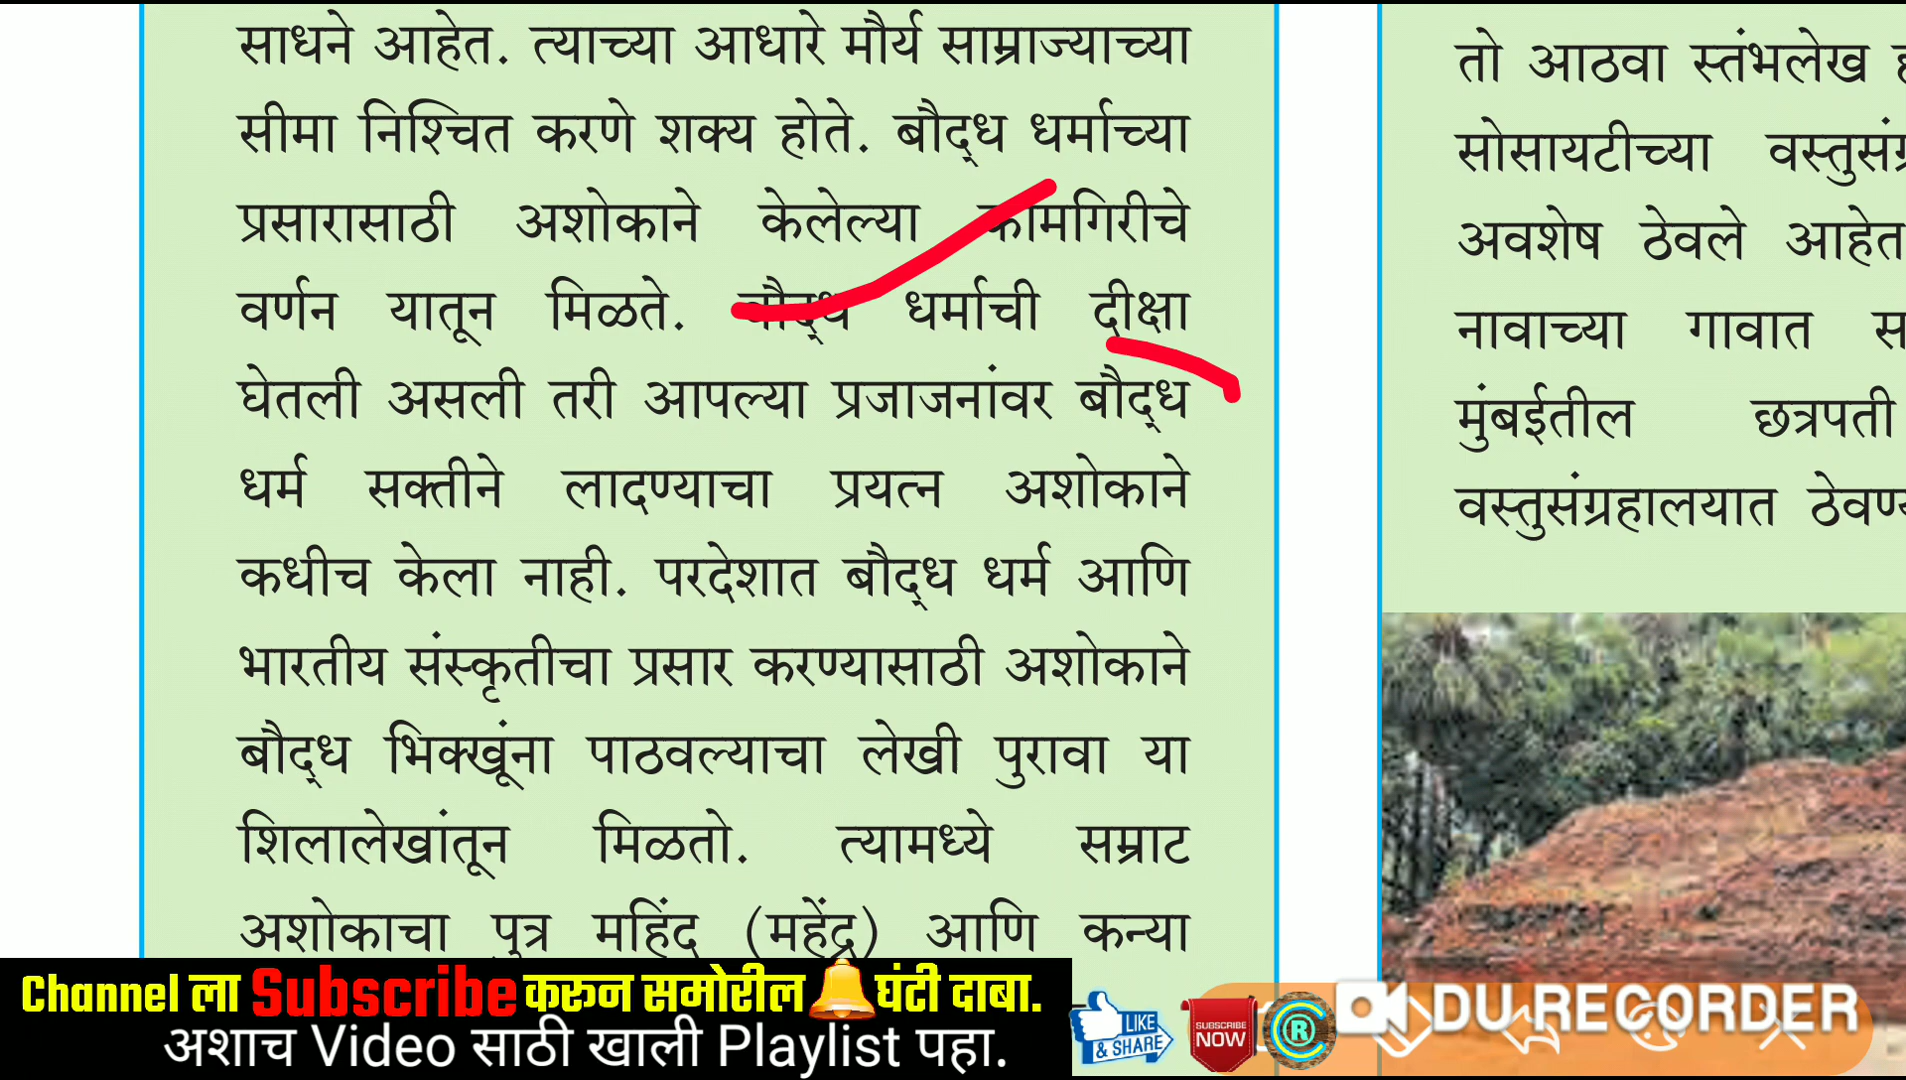 साधने आहेत. त्याच्या आधारे मौर्य साम्राज्याच्या
सीमा निश्चित करणे शक्य होते. बौद्ध धर्माच्या
प्रसारासाठी अशोकाने केलेल्या कामगिरीचे
वर्णन यातून मिळते. बौद्ध धर्माची दीक्षा
घेतली असली तरी आपल्या प्रजाजनांवर बौद्ध
धर्म सक्तीने लादण्याचा प्रयत्न अशोकाने
कधीच केला नाही. परदेशात बौद्ध धर्म आणि
भारतीय संस्कृतीचा प्रसार करण्यासाठी अशोकाने
बौद्ध भिक्खूंना पाठवल्याचा लेखी पुरावा या
शिलालेखांतून मिळतो. त्यामध्ये सम्राट
अशोकाचा पुत्र महिंद (महेंद्र) आणि कन्या
तो आठवा स्तंभलेख
सोसायटीच्या
अवशेष ठेवले आहेत
नावाच्या गावात
मुंबईतील छत्रपती
वस्तुसंग्रहालयात
Channel ला Subscribe करून समोरील घंटी दाबा.
अशाच Video साठी खाली Playlist पहा.
LIKE
& SHARE
SUBSCRIBE
NOW
®
DU RECORDER